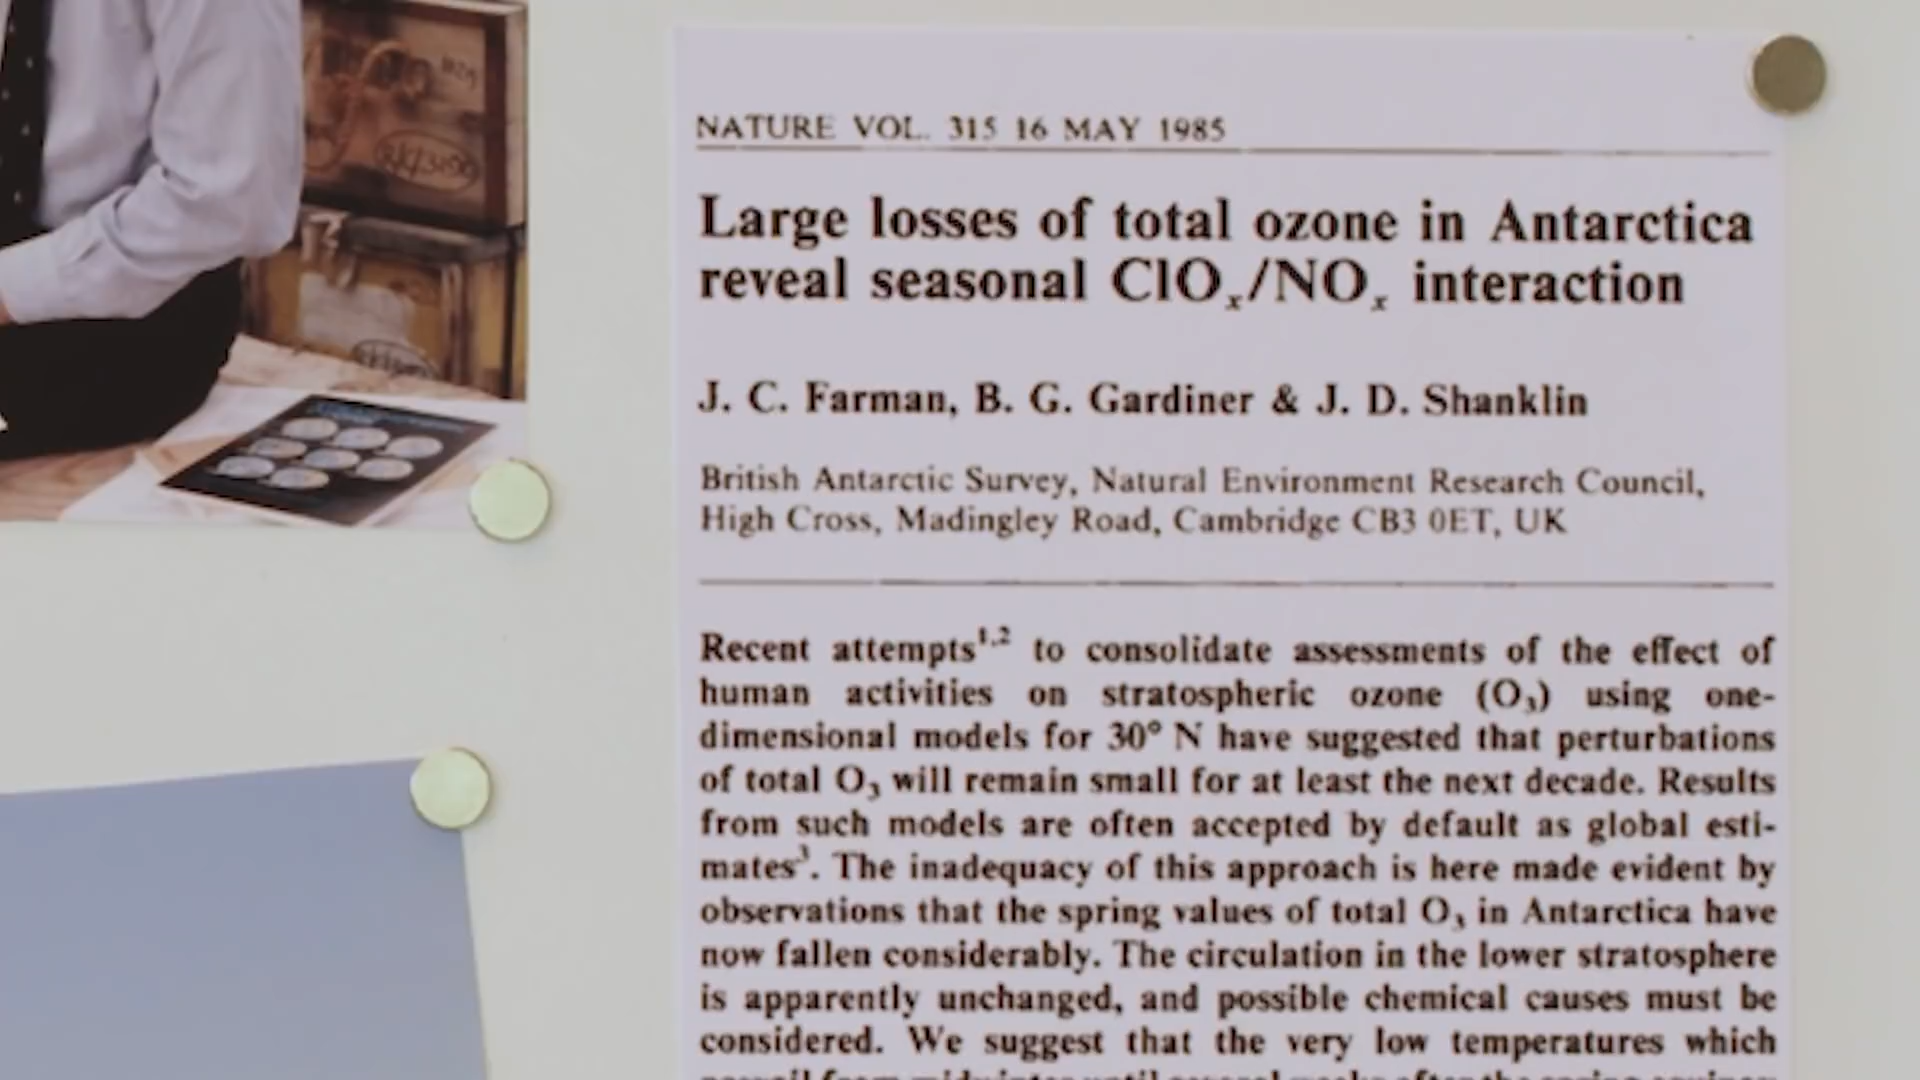 NATURE VOL. 315 16 MAY 1985
Large losses of total ozone in Antarctica
reveal seasonal ClOₓ/NOₓ interaction
J. C. Farman, B. G. Gardiner & J. D. Shanklin
British Antarctic Survey, Natural Environment Research Council,
High Cross, Madingley Road, Cambridge CB3 0ET, UK
Recent attempts¹,² to consolidate assessments of the effect of
human activities on stratospheric ozone (O₃) using one-
dimensional models for 30° N have suggested that perturbations
of total O₃ will remain small for at least the next decade. Results
from such models are often accepted by default as global esti-
mates³. The inadequacy of this approach is here made evident by
observations that the spring values of total O₃ in Antarctica have
now fallen considerably. The circulation in the lower stratosphere
is apparently unchanged, and possible chemical causes must be
considered. We suggest that the very low temperatures which